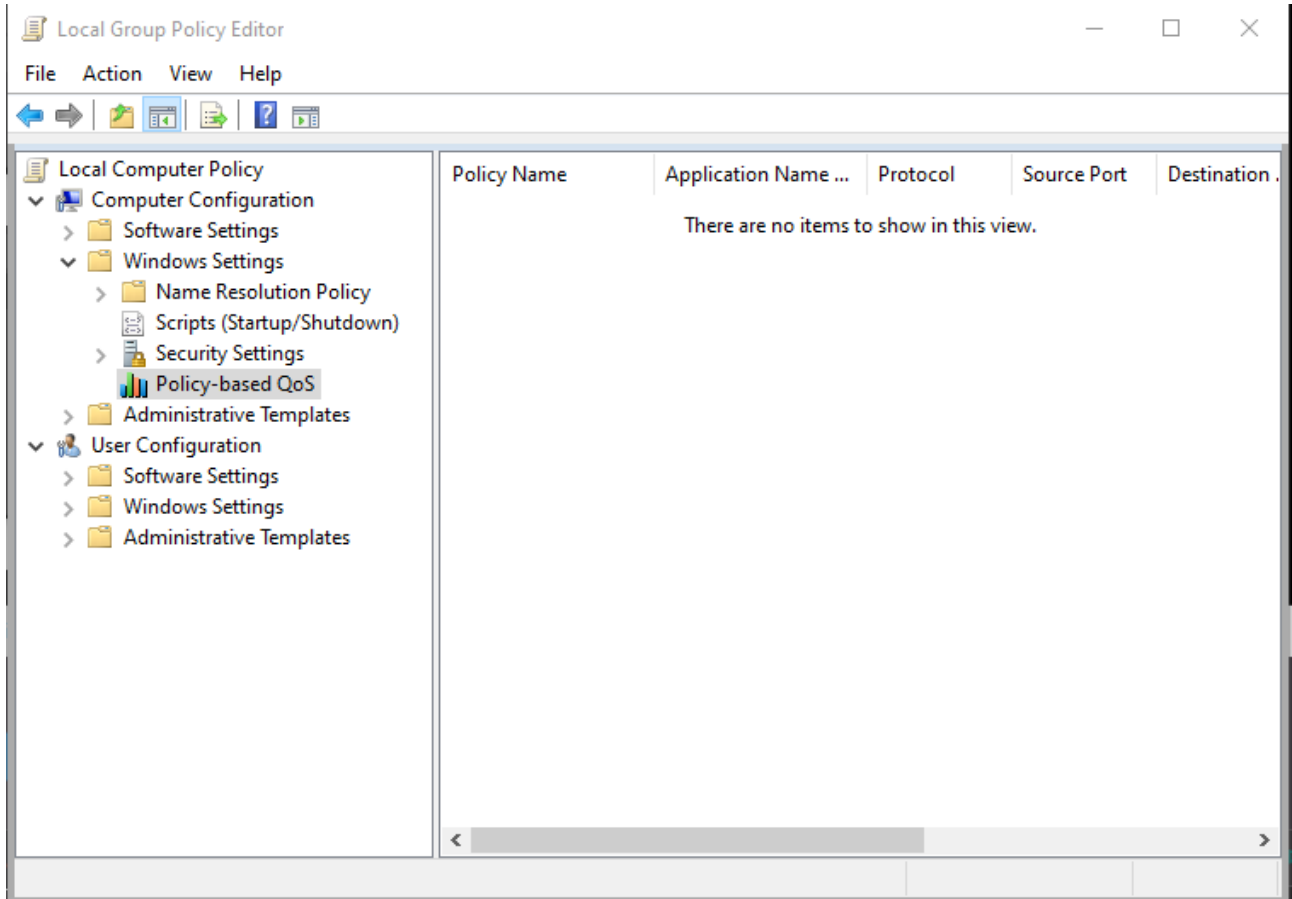 Local Group Policy Editor
File Action View Help
Local Computer Policy
Computer Configuration
Software Settings
Windows Settings
Name Resolution Policy
Scripts (Startup/Shutdown)
Security Settings
Policy-based QoS
Administrative Templates
User Configuration
Software Settings
Windows Settings
Administrative Templates
Policy Name Application Name ... Protocol Source Port Destination .
There are no items to show in this view.